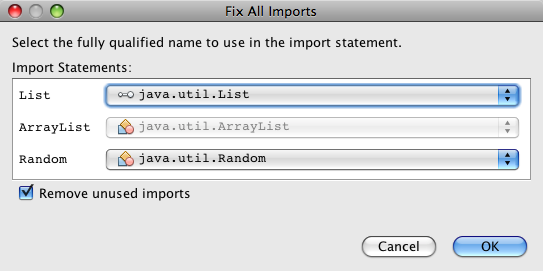 Fix All Imports
Select the fully qualified name to use in the import statement.
Import Statements:
List java.util.List
ArrayList java.util.ArrayList
Random java.util.Random
Remove unused imports
Cancel OK